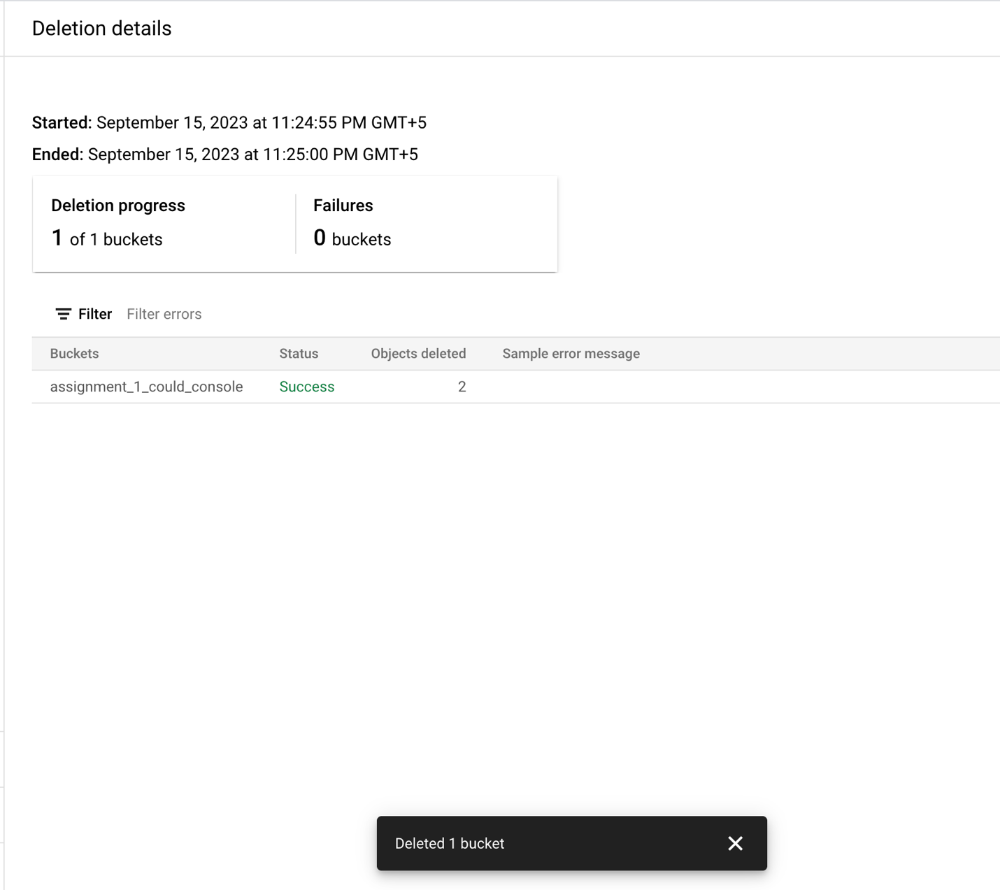 Deletion details
Started: September 15, 2023 at 11:24:55 PM GMT+5
Ended: September 15, 2023 at 11:25:00 PM GMT+5
Deletion progress
1 of 1 buckets
Failures
0 buckets
Filter Filter errors
Buckets Status Objects deleted Sample error message
assignment_1_could_console Success 2
Deleted 1 bucket